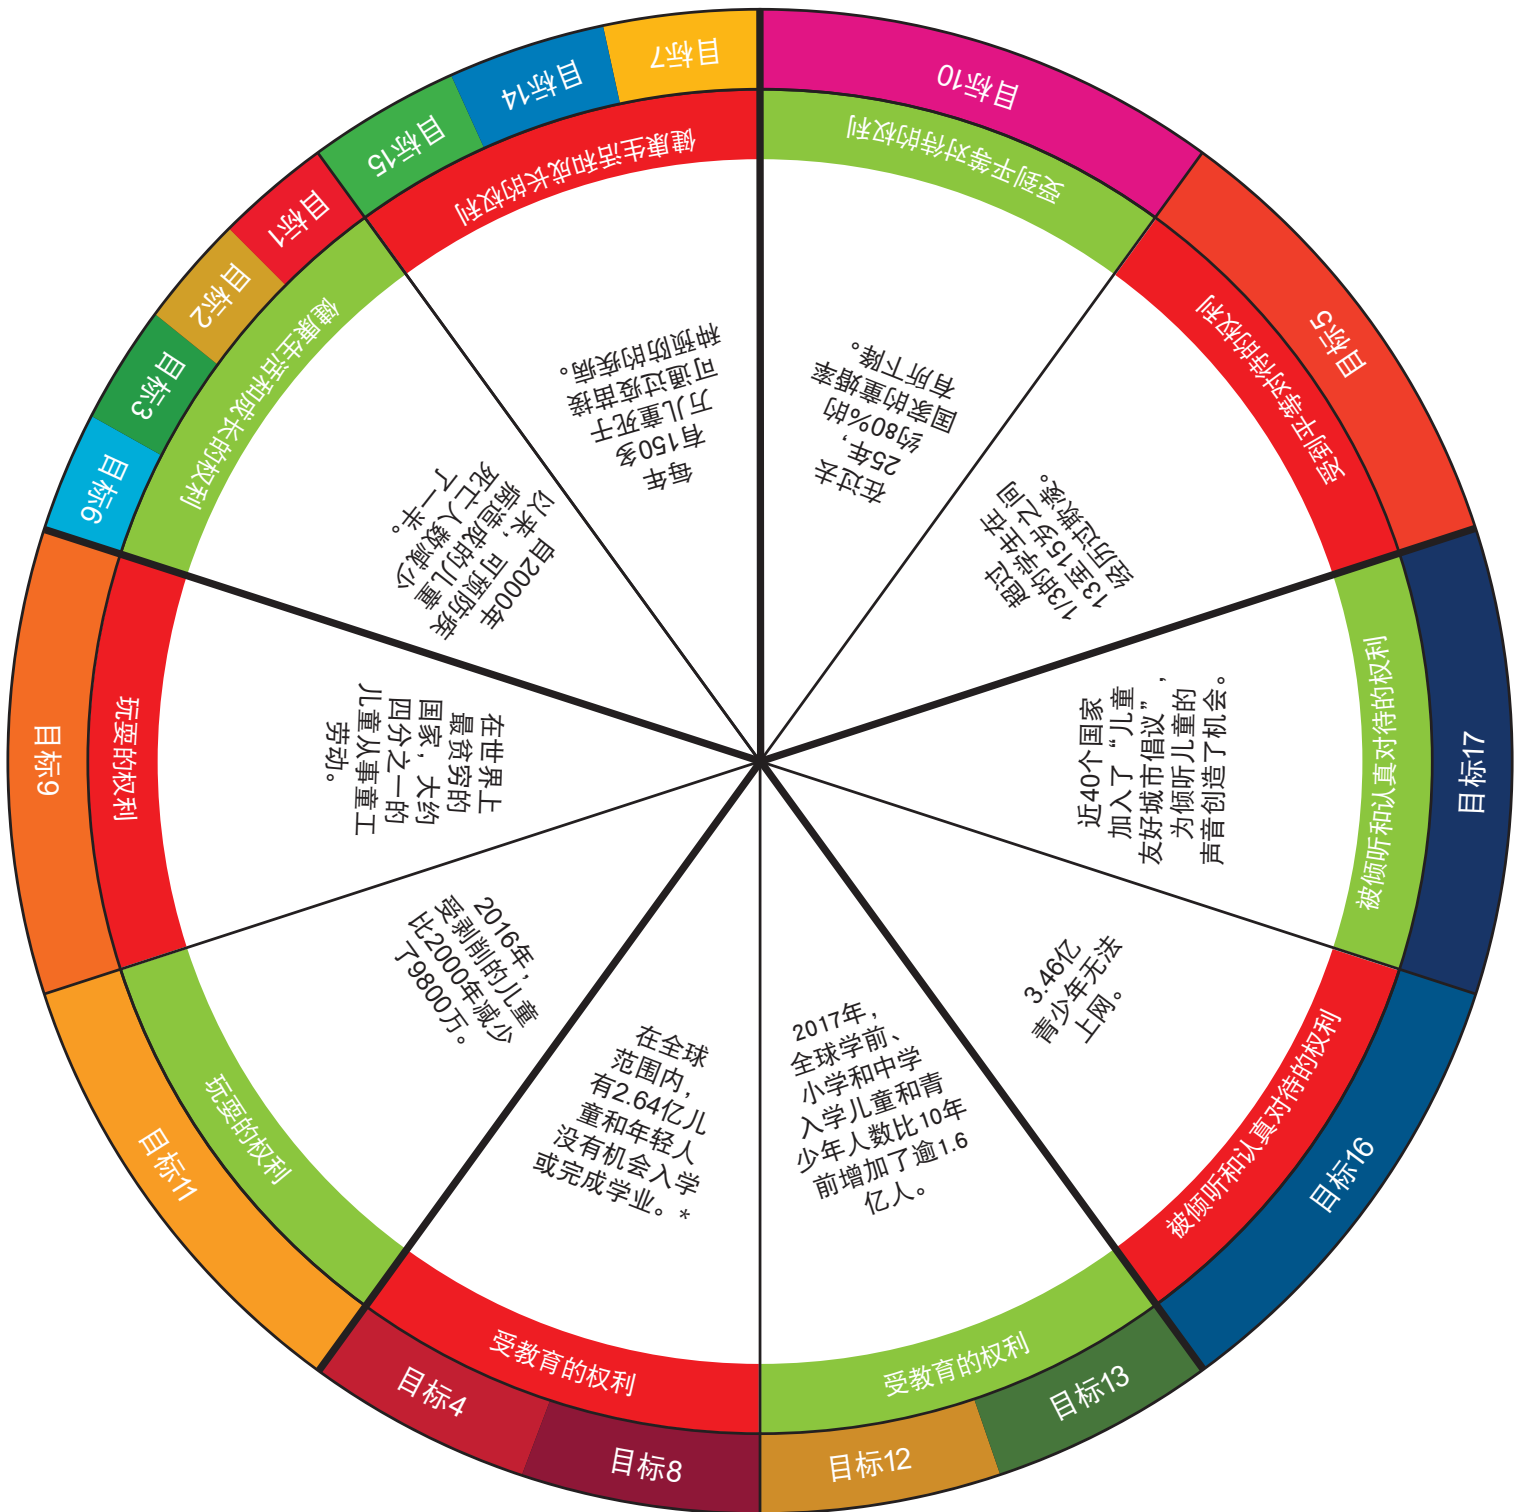 目标10
受到平等对待的权利
在过去
25年，
约80%的
国家的童婚率
有所下降。
目标5
受到平等对待的权利
超过
1/3的学生在
13至15岁之间
经历过欺凌。
目标17
被倾听和认真对待的权利
近40个国家
加入了“儿童
友好城市倡议”，
为倾听儿童的
声音创造了机会。
目标16
被倾听和认真对待的权利
3.46亿
青少年无法
上网。
目标13
目标12
受教育的权利
2017年，
全球学前、
小学和中学
入学儿童和青
少年人数比10年
前增加了逾1.6
亿人。
目标8
目标4
受教育的权利
在全球
范围内，
有2.64亿儿
童和年轻人
没有机会入学
或完成学业。*
目标11
玩耍的权利
2016年，
受剥削的儿童
比2000年减少
了9800万。
目标9
玩耍的权利
在世界上
最贫穷的
国家，大约
四分之一的
儿童从事童工
劳动。
目标6
目标3
目标2
目标1
健康生活和成长的权利
自2000年
以来，可预防疾
病造成的儿童
死亡人数减少
了一半。
目标15
目标14
目标7
健康生活和成长的权利
每年
有150多
万儿童死于
可通过疫苗接
种预防的疾病。